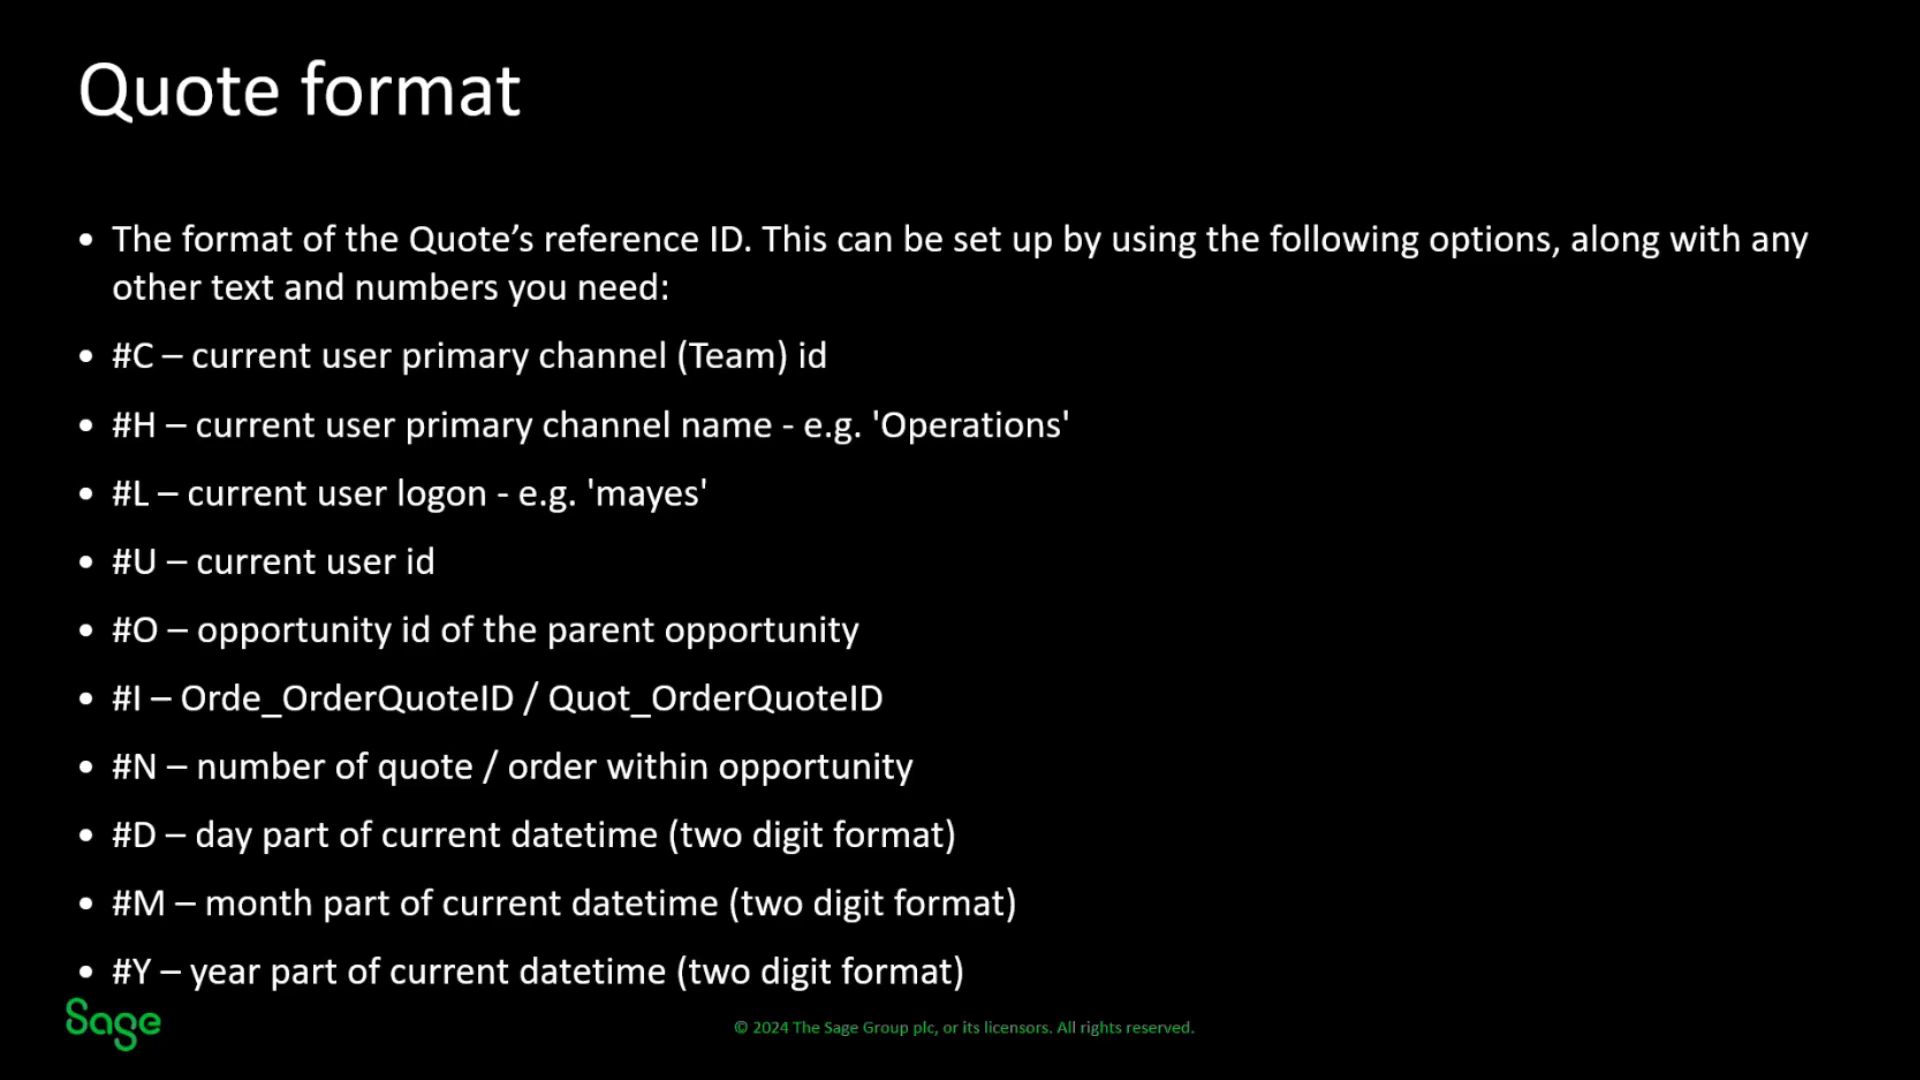 Quote format
• The format of the Quote’s reference ID. This can be set up by using the following options, along with any
other text and numbers you need:
• #C – current user primary channel (Team) id
• #H – current user primary channel name - e.g. 'Operations'
• #L – current user logon - e.g. 'mayes'
• #U – current user id
• #O – opportunity id of the parent opportunity
• #I – Orde_OrderQuoteID / Quot_OrderQuoteID
• #N – number of quote / order within opportunity
• #D – day part of current datetime (two digit format)
• #M – month part of current datetime (two digit format)
• #Y – year part of current datetime (two digit format)
Sage
© 2024 The Sage Group plc, or its licensors. All rights reserved.